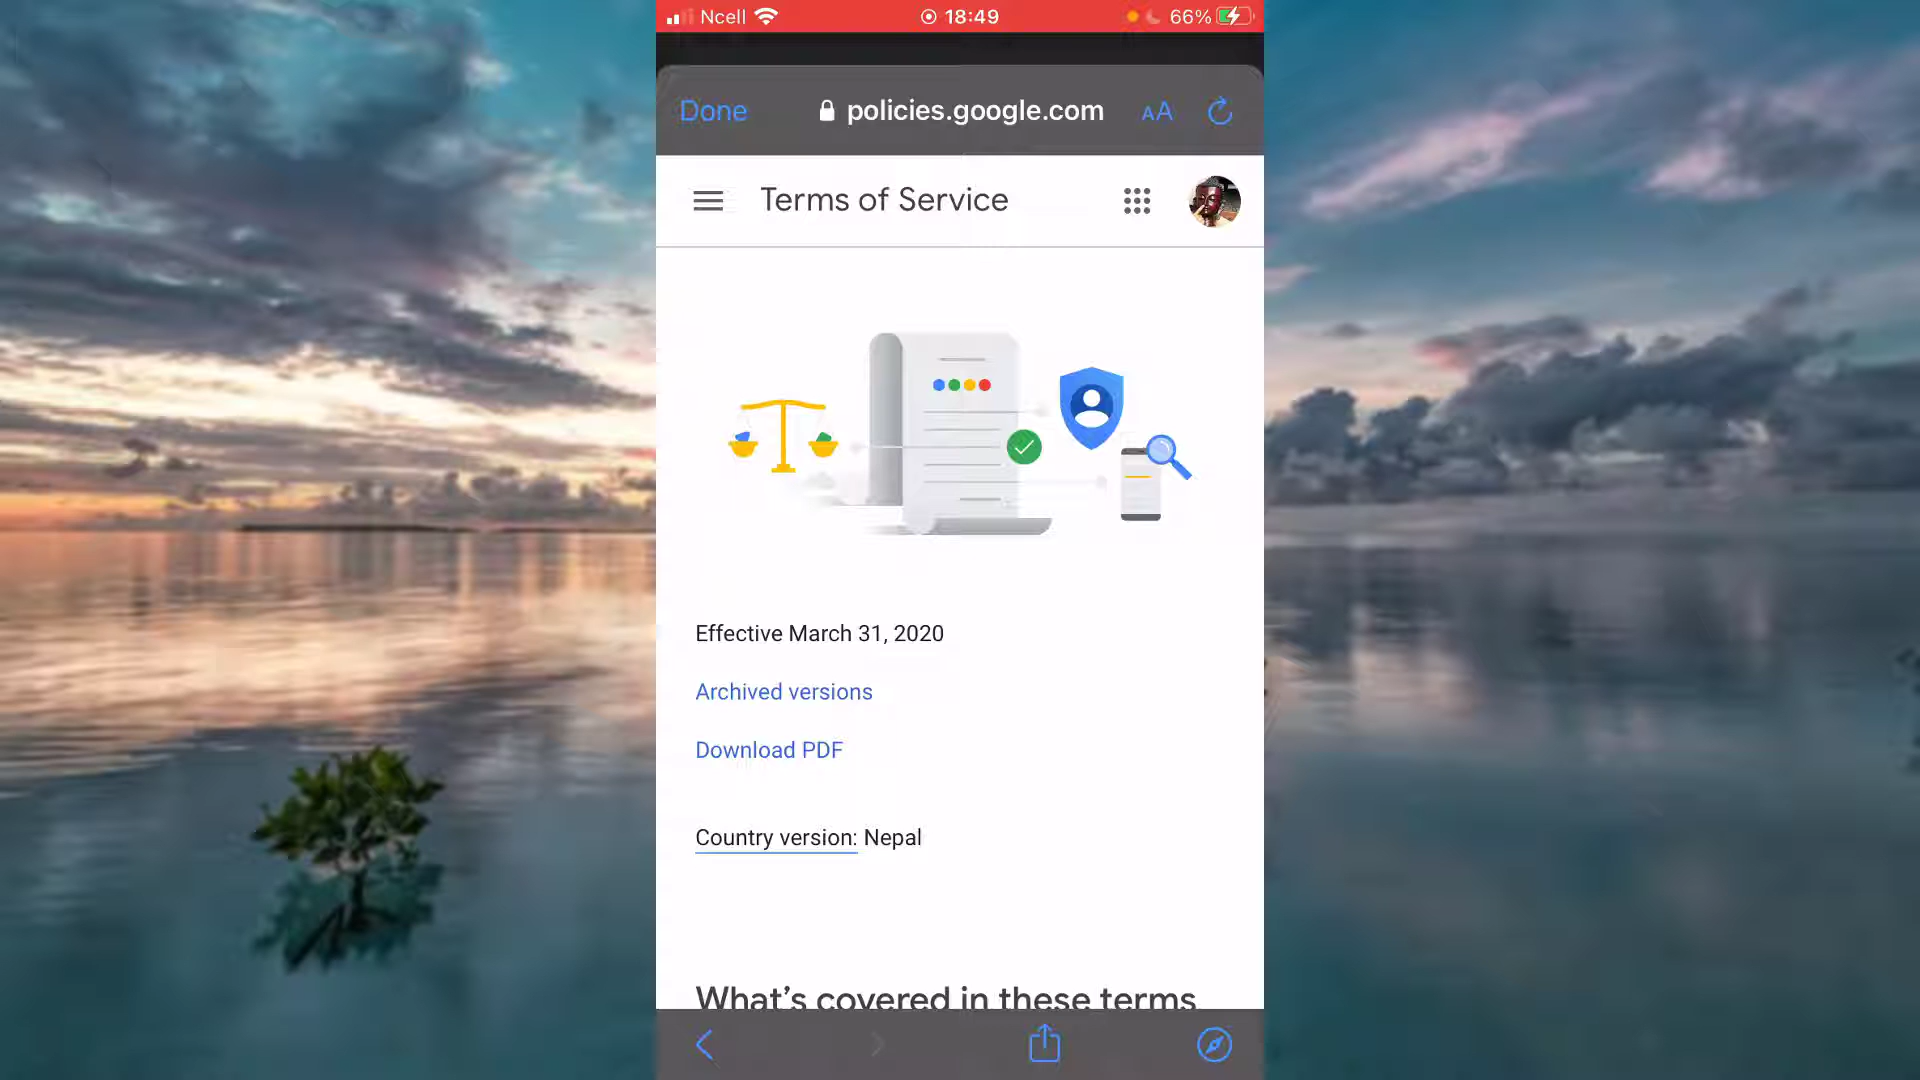 Ncell 18:49 66%
Done policies.google.com AA
Terms of Service
Effective March 31, 2020
Archived versions
Download PDF
Country version: Nepal
What's covered in these terms